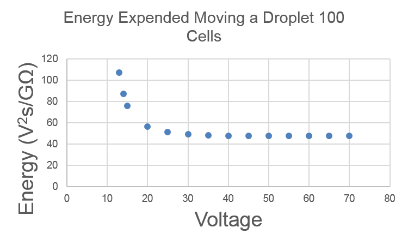 Energy Expended Moving a Droplet 100
Cells
Energy (V²s/GΩ)
120
100
80
60
40
20
0
0 10 20 30 40 50 60 70 80
Voltage